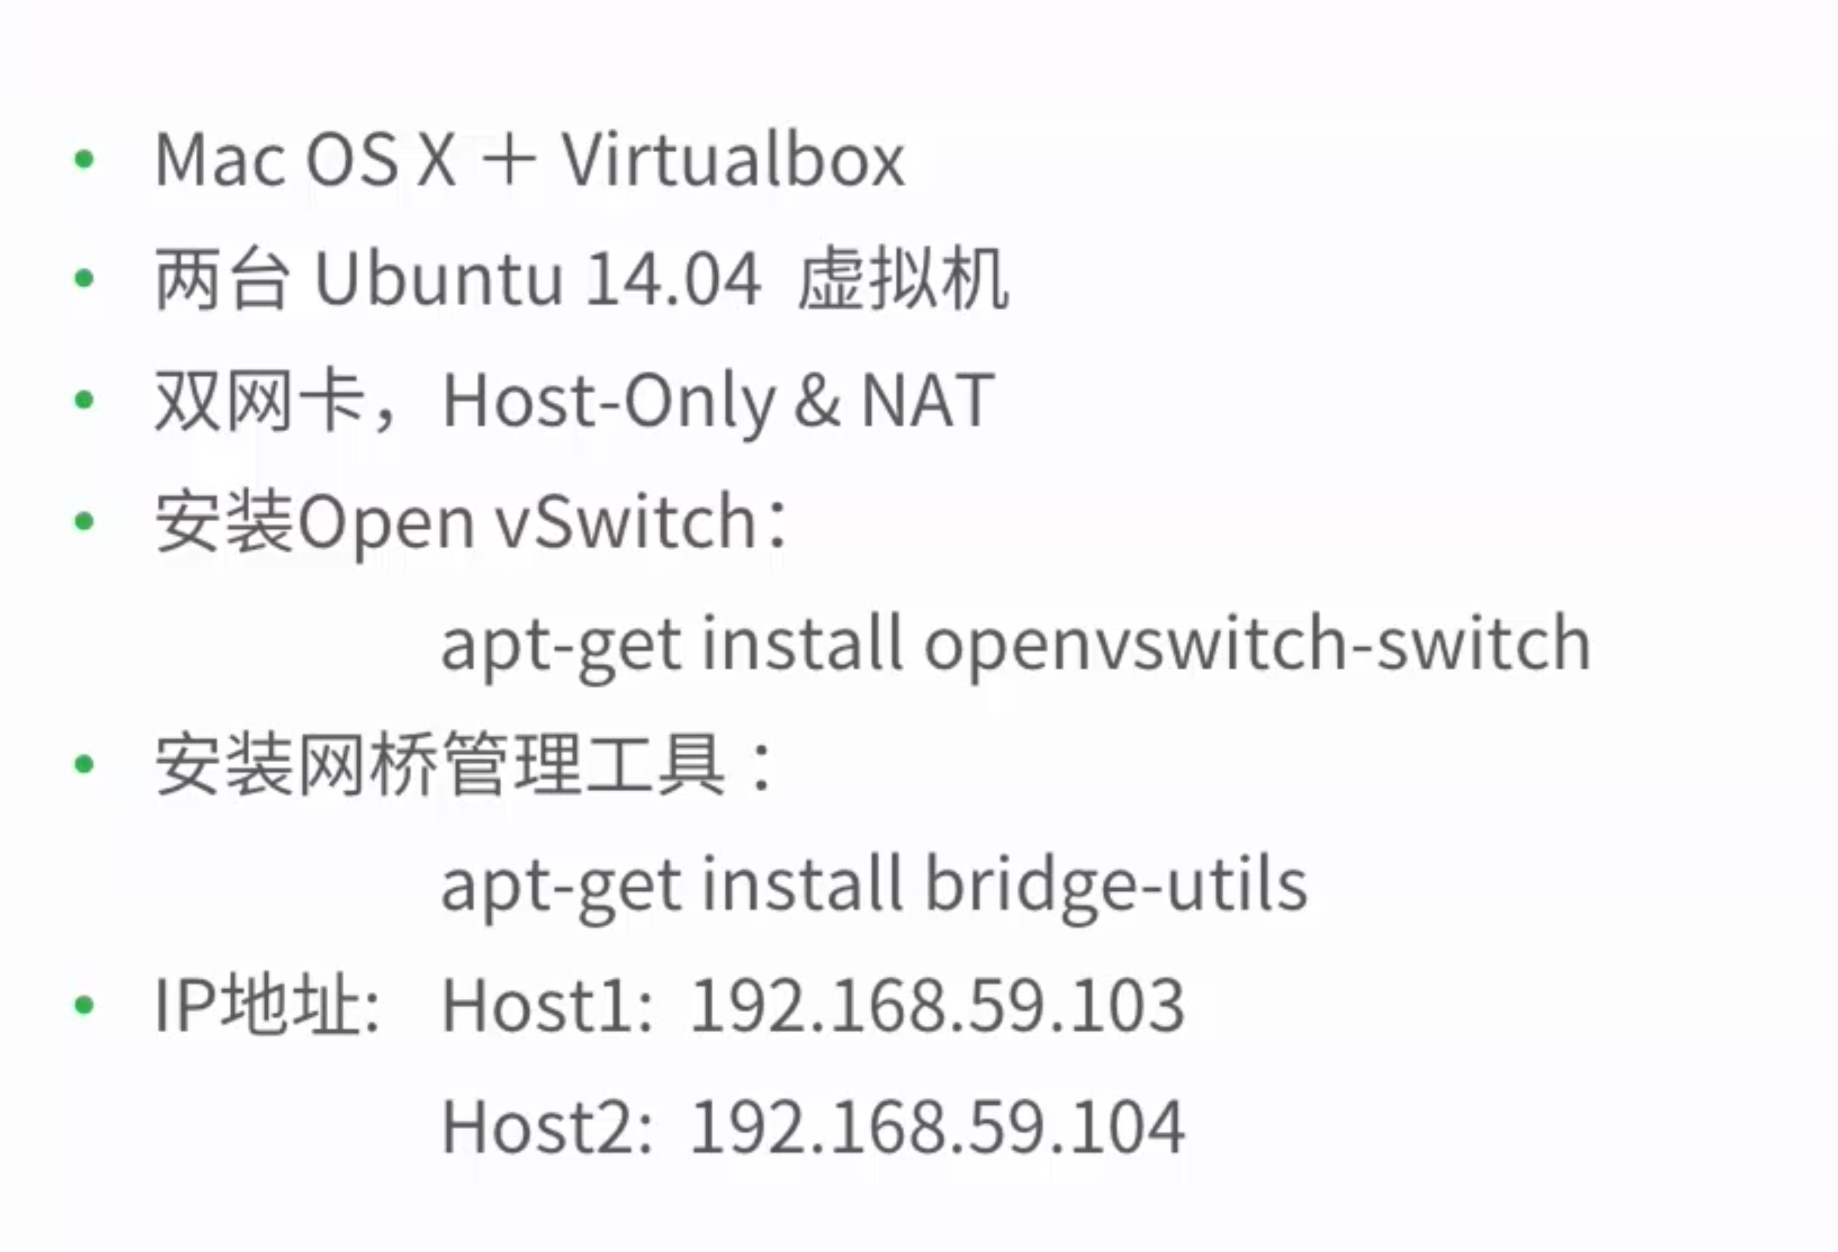 • Mac OS X ＋ Virtualbox
• 两台 Ubuntu 14.04 虚拟机
• 双网卡，Host-Only & NAT
• 安装Open vSwitch：
apt-get install openvswitch-switch
• 安装网桥管理工具：
apt-get install bridge-utils
• IP地址: Host1: 192.168.59.103
Host2: 192.168.59.104